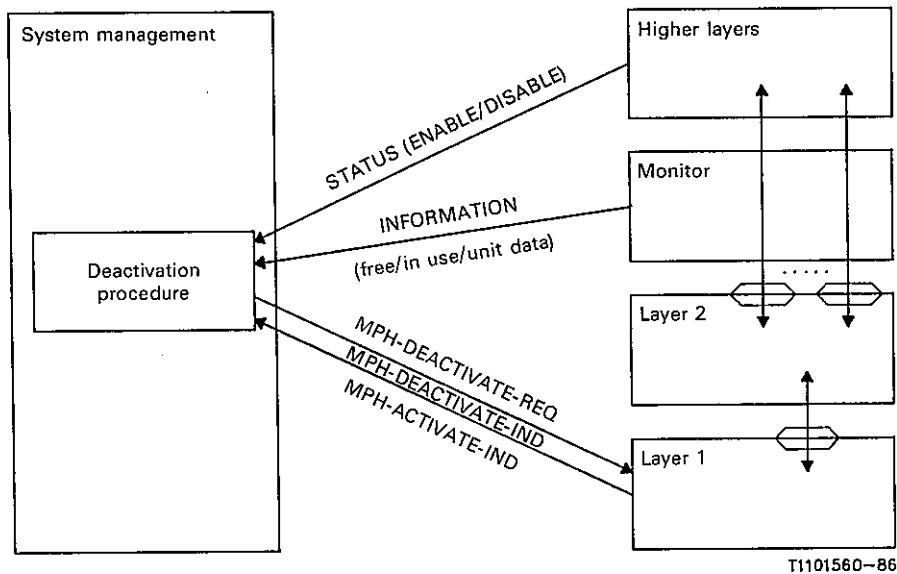 System management
Higher layers
STATUS (ENABLE/DISABLE)
Monitor
INFORMATION
(free/in use/unit data)
Deactivation
procedure
.....
Layer 2
MPH-DEACTIVATE-REQ
MPH-DEACTIVATE-IND
MPH-ACTIVATE-IND
Layer 1
T1101560–86